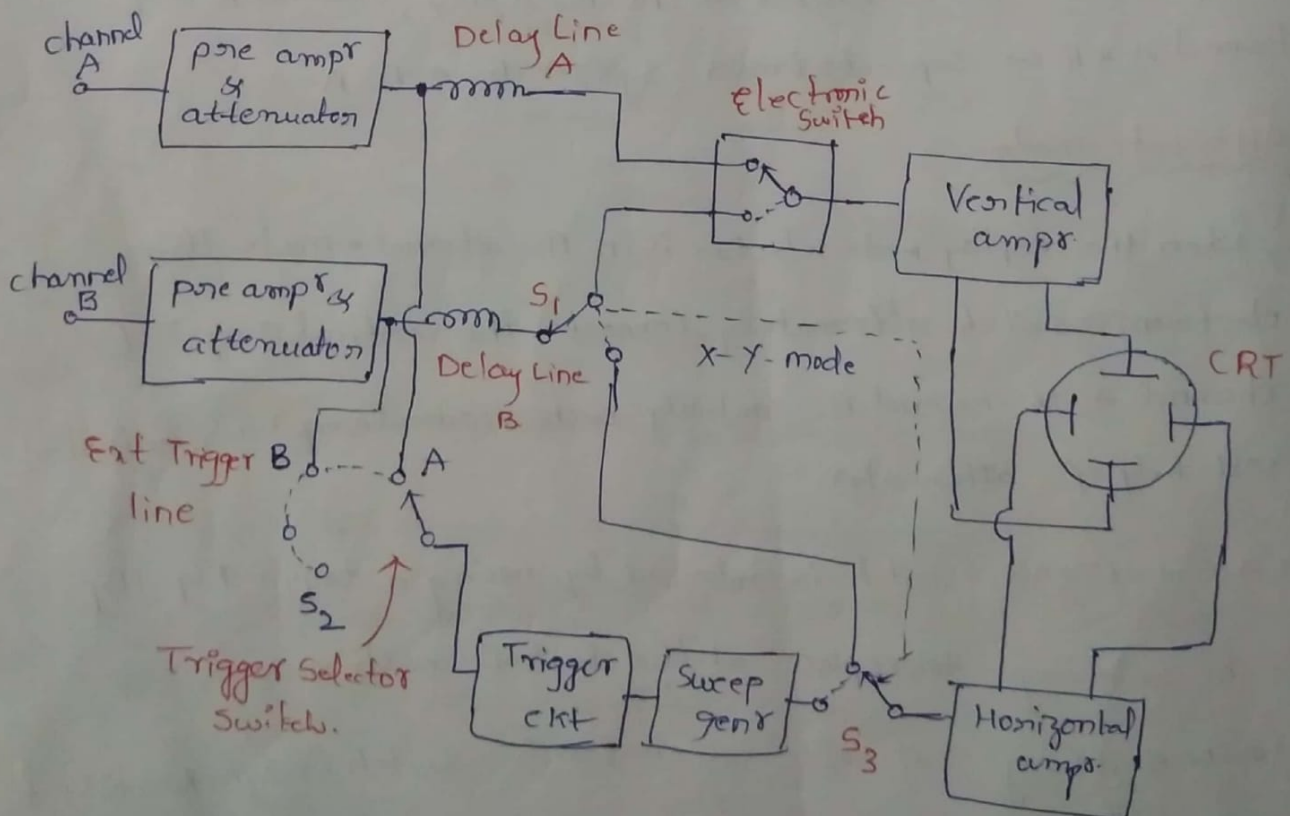 channel
A
pre ampr
&
attenuator
Delay Line
A
Electronic
Switch
Vertical
ampr.
channel
B
pre ampr &
attenuator
S1
Delay Line
B
X-Y-mode
CRT
Ext Trigger
line
B
A
S2
Trigger Selector
Switch.
Trigger
ckt
Sweep
genr
S3
Horizontal
ampr.